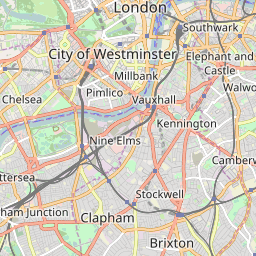 London
Southwark
City of Westminster
Elephant and
Castle
Millbank
Pimlico
Chelsea
Vauxhall
Walwo
Kennington
Nine Elms
Camberw
ttersea
Stockwell
ham Junction
Clapham
Brixton